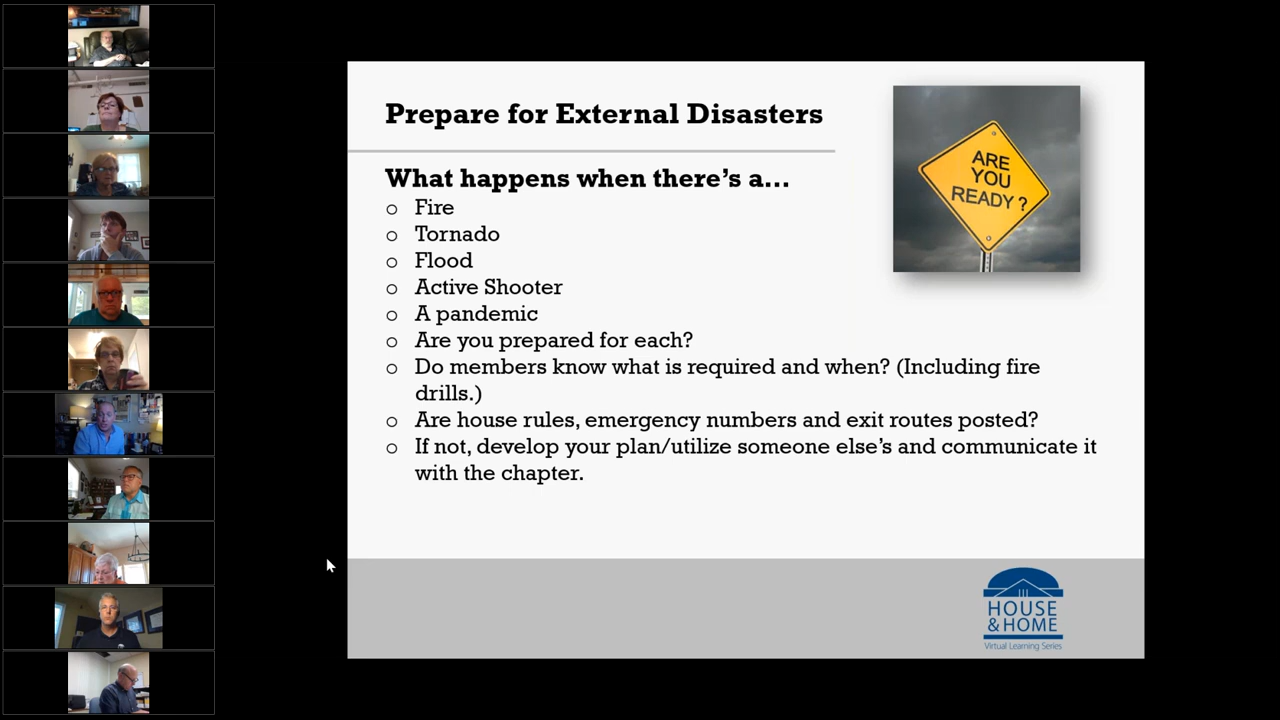 Prepare for External Disasters
ARE
YOU
READY ?
What happens when there’s a...
o Fire
o Tornado
o Flood
o Active Shooter
o A pandemic
o Are you prepared for each?
o Do members know what is required and when? (Including fire
drills.)
o Are house rules, emergency numbers and exit routes posted?
o If not, develop your plan/utilize someone else’s and communicate it
with the chapter.
HOUSE
& HOME
Virtual Learning Series